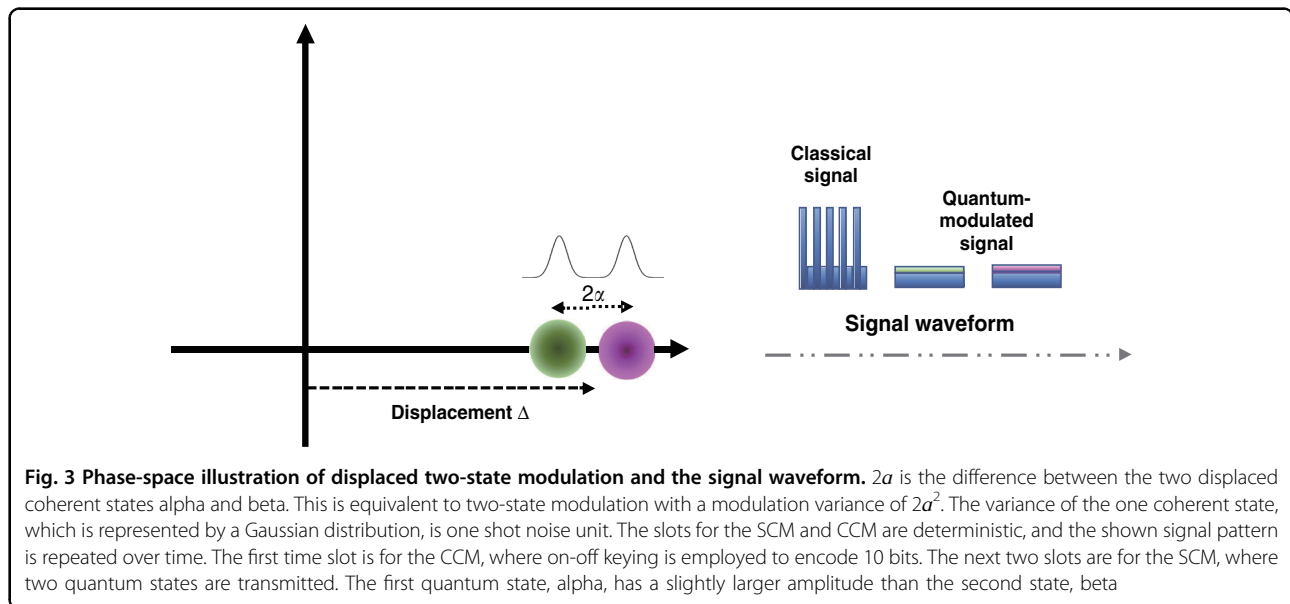 Classical
signal
Quantum-
modulated
signal
2α
Signal waveform
Displacement Δ
Fig. 3 Phase-space illustration of displaced two-state modulation and the signal waveform. 2a is the difference between the two displaced
coherent states alpha and beta. This is equivalent to two-state modulation with a modulation variance of 2a². The variance of the one coherent state,
which is represented by a Gaussian distribution, is one shot noise unit. The slots for the SCM and CCM are deterministic, and the shown signal pattern
is repeated over time. The first time slot is for the CCM, where on-off keying is employed to encode 10 bits. The next two slots are for the SCM, where
two quantum states are transmitted. The first quantum state, alpha, has a slightly larger amplitude than the second state, beta